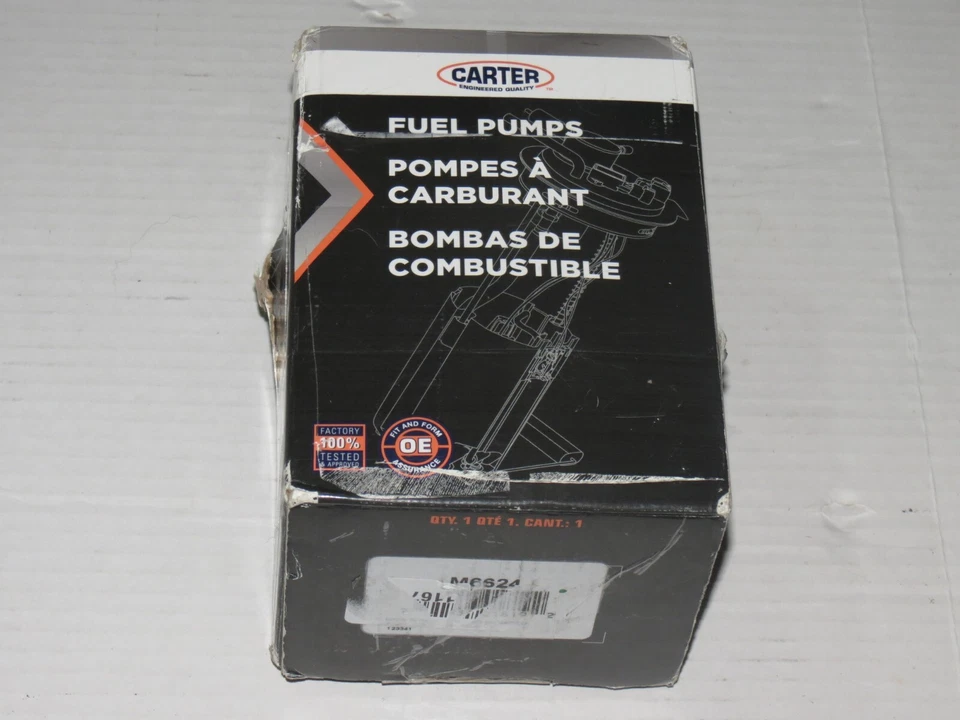 CARTER
ENGINEERED QUALITY
FUEL PUMPS
POMPES À
CARBURANT
BOMBAS DE
COMBUSTIBLE
FACTORY
100%
TESTED
& APPROVED
FIT AND FORM
OE
ASSURANCE
QTY. 1 QTÉ 1. CANT.: 1
M6624